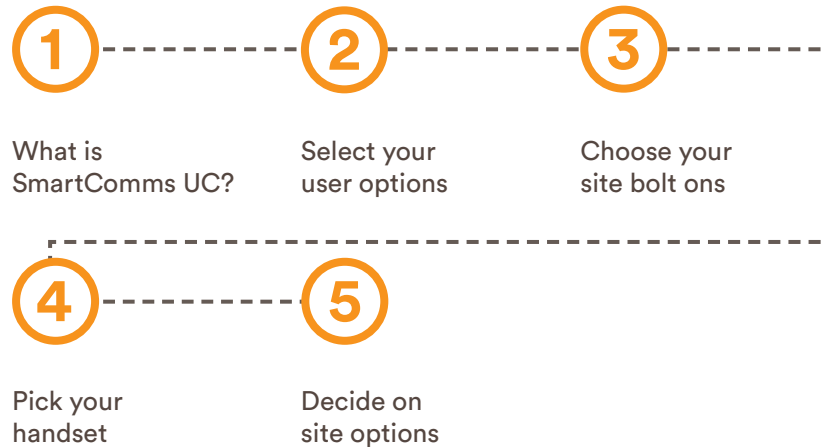 1
2
3
What is
SmartComms UC?
Select your
user options
Choose your
site bolt ons
4
5
Pick your
handset
Decide on
site options